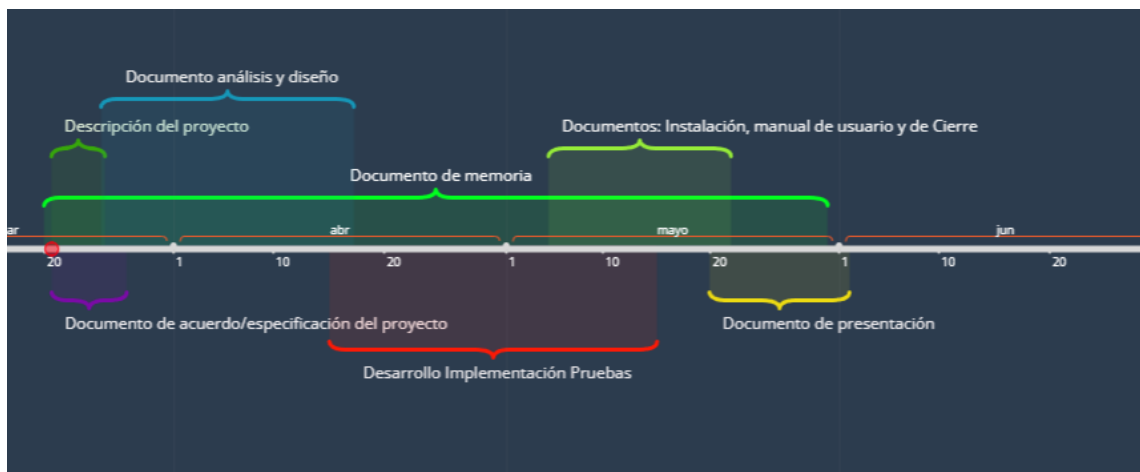 Documento análisis y diseño
Descripción del proyecto
Documentos: Instalación, manual de usuario y de Cierre
Documento de memoria
ar abr mayo jun
20 1 10 20 1 10 20 1 10 20
Documento de acuerdo/especificación del proyecto
Documento de presentación
Desarrollo Implementación Pruebas